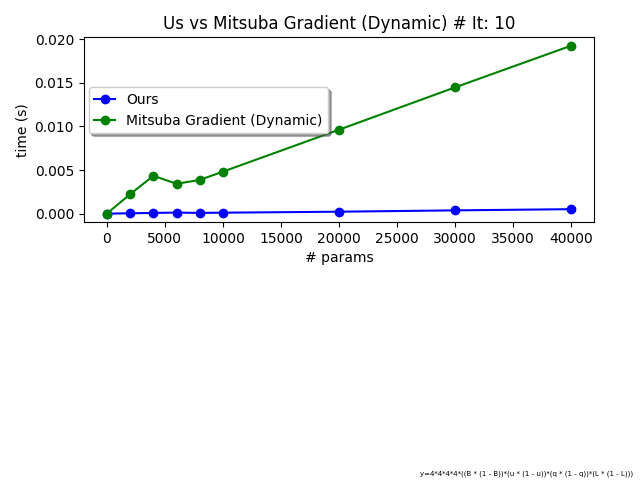 Us vs Mitsuba Gradient (Dynamic) # It: 10
0.020
0.015
0.010
0.005
0.000
time (s)
Ours
Mitsuba Gradient (Dynamic)
0 5000 10000 15000 20000 25000 30000 35000 40000
# params
y=4*4*4*4*((B * (1 - B))*(u * (1 - u))*(q * (1 - q))*(L * (1 - L)))